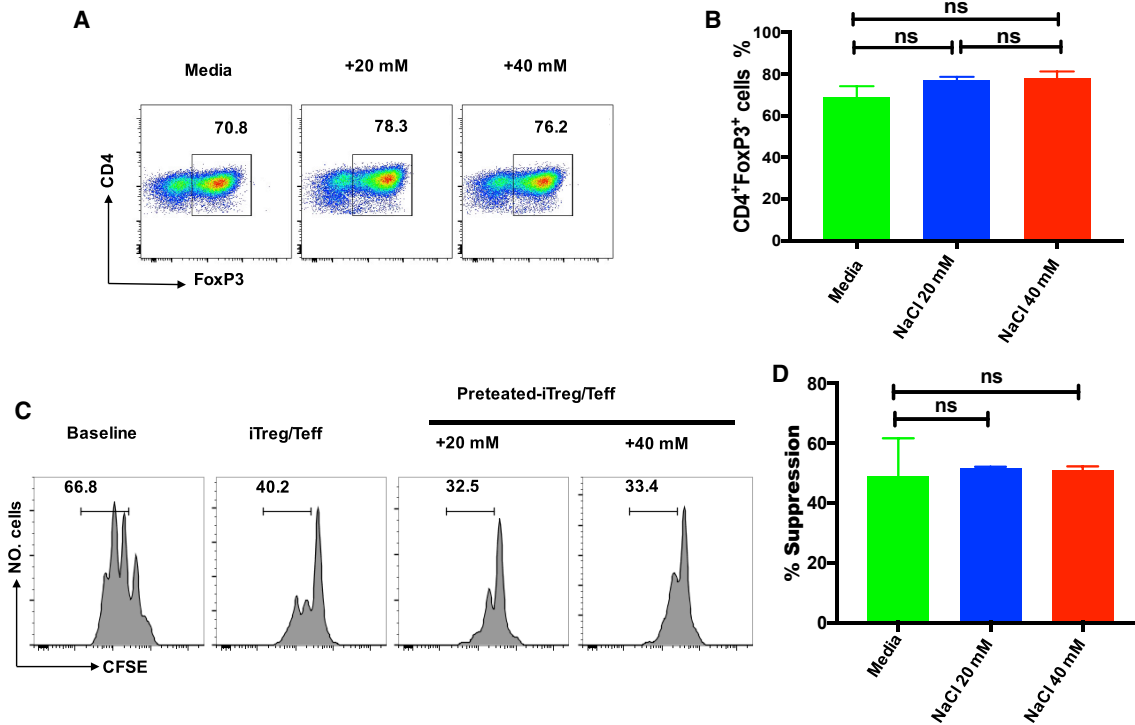 A
Media
+20 mM
+40 mM
70.8
78.3
76.2
CD4
FoxP3
B
CD4+FoxP3+ cells %
100
80
60
40
20
0
ns
ns
ns
Media
NaCl 20 mM
NaCl 40 mM
C
Preteated-iTreg/Teff
Baseline
iTreg/Teff
+20 mM
+40 mM
66.8
40.2
32.5
33.4
NO. cells
CFSE
D
% Suppression
80
60
40
20
0
ns
ns
Media
NaCl 20 mM
NaCl 40 mM